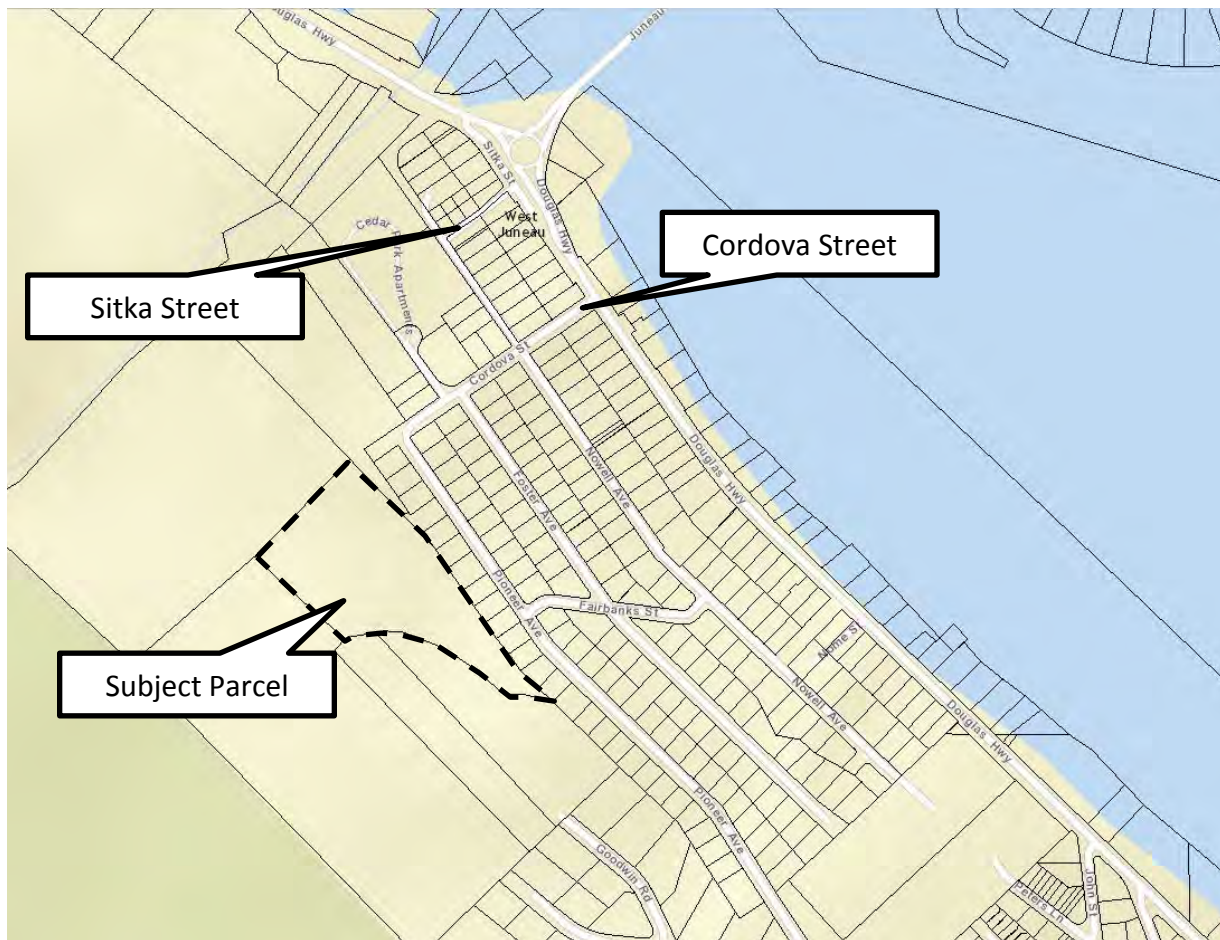 uglas Hwy
Juneau
Sitka St
Douglas Hwy
West
Juneau
Cordova Street
Cedar Park Apartments
Sitka Street
Cordova St
Douglas Hwy
Nowell Ave
Foster Ave
Pioneer Ave
Fairbanks St
Subject Parcel
Nome S
Nowell Ave
Douglas Hwy
Pioneer Ave
Goodwin Rd
Peters Ln
John St